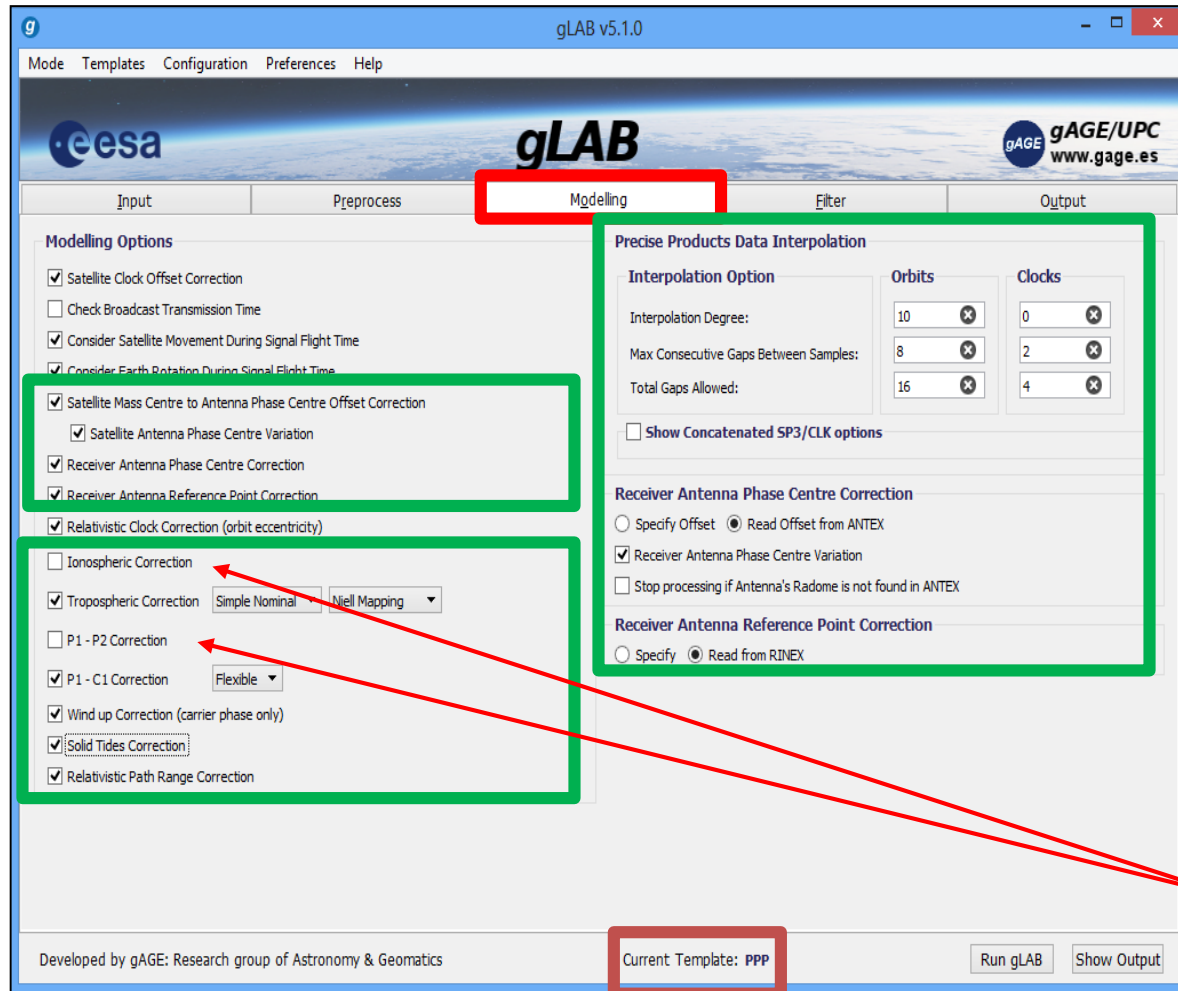 gLAB v5.1.0
Mode Templates Configuration Preferences Help
esa
gLAB
gAGE gAGE/UPC
www.gage.es
Input Preprocess Modelling Filter Output
Modelling Options
Satellite Clock Offset Correction
Check Broadcast Transmission Time
Consider Satellite Movement During Signal Flight Time
Consider Earth Rotation During Signal Flight Time
Satellite Mass Centre to Antenna Phase Centre Offset Correction
Satellite Antenna Phase Centre Variation
Receiver Antenna Phase Centre Correction
Receiver Antenna Reference Point Correction
Relativistic Clock Correction (orbit eccentricity)
Ionospheric Correction
Tropospheric Correction Simple Nominal Niell Mapping
P1 - P2 Correction
P1 - C1 Correction Flexible
Wind up Correction (carrier phase only)
Solid Tides Correction
Relativistic Path Range Correction
Precise Products Data Interpolation
Interpolation Option Orbits Clocks
Interpolation Degree: 10 0
Max Consecutive Gaps Between Samples: 8 2
Total Gaps Allowed: 16 4
Show Concatenated SP3/CLK options
Receiver Antenna Phase Centre Correction
Specify Offset Read Offset from ANTEX
Receiver Antenna Phase Centre Variation
Stop processing if Antenna's Radome is not found in ANTEX
Receiver Antenna Reference Point Correction
Specify Read from RINEX
Developed by gAGE: Research group of Astronomy & Geomatics
Current Template: PPP
Run gLAB Show Output